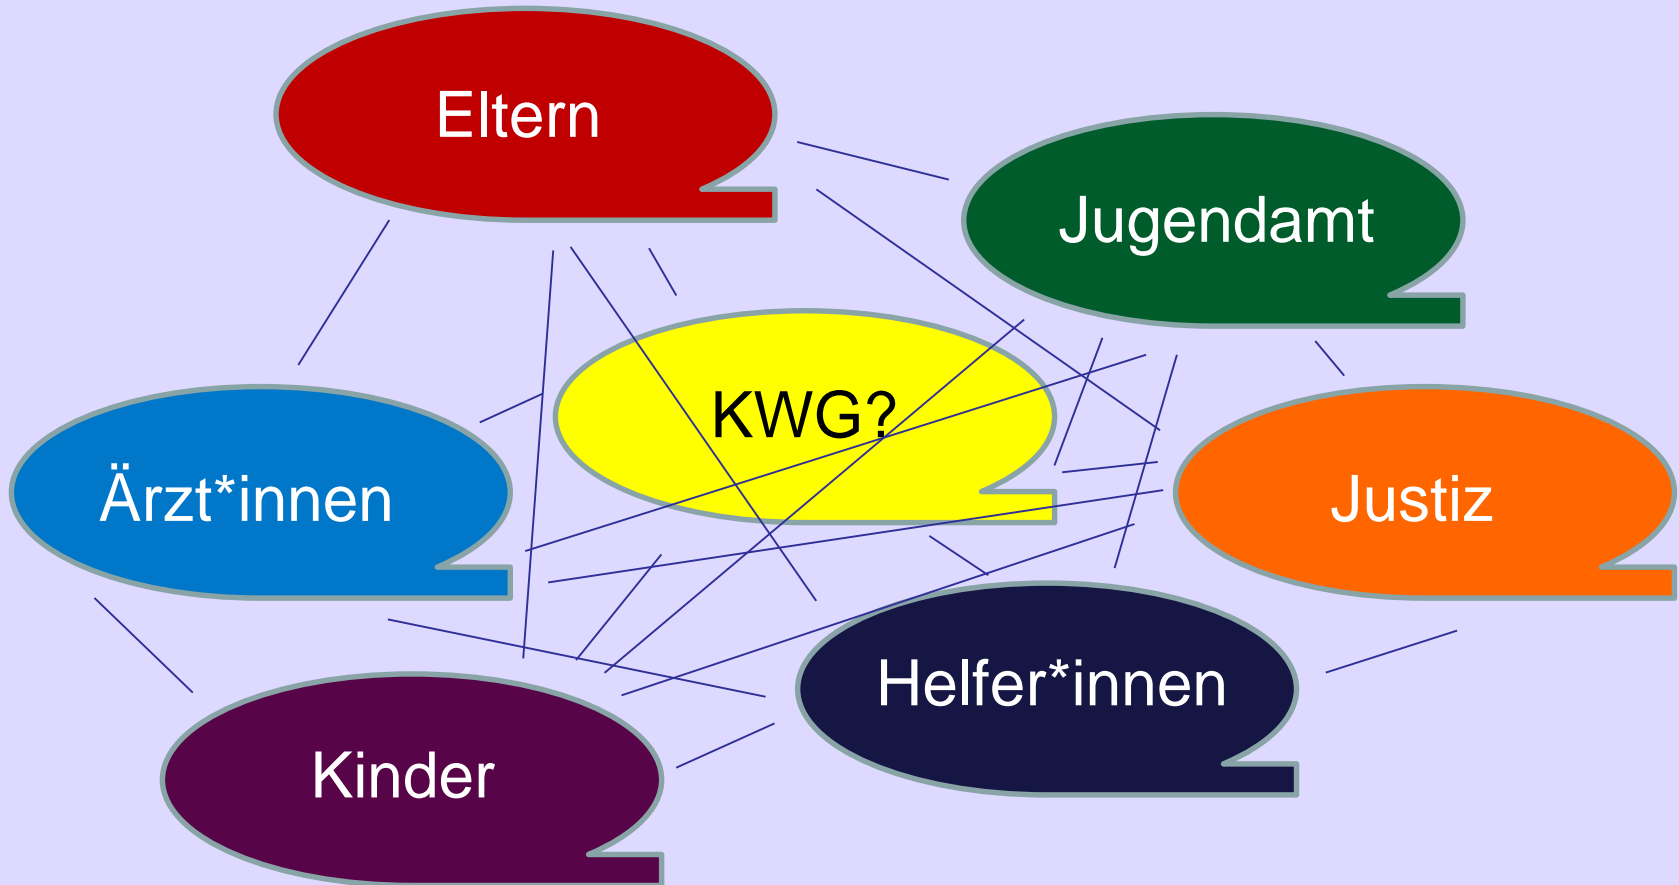 Eltern
Jugendamt
KWG?
Ärzt*innen
Justiz
Helfer*innen
Kinder